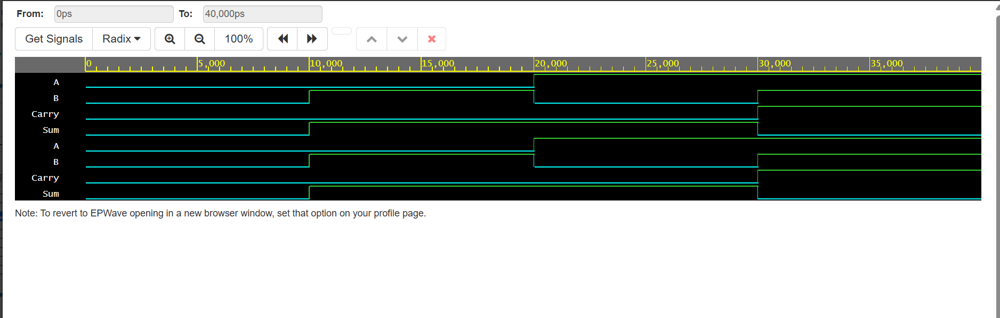 From: 0ps To: 40,000ps
Get Signals Radix 100%
0 5,000 10,000 15,000 20,000 25,000 30,000 35,000
A
B
Carry
Sum
A
B
Carry
Sum
Note: To revert to EPWave opening in a new browser window, set that option on your profile page.